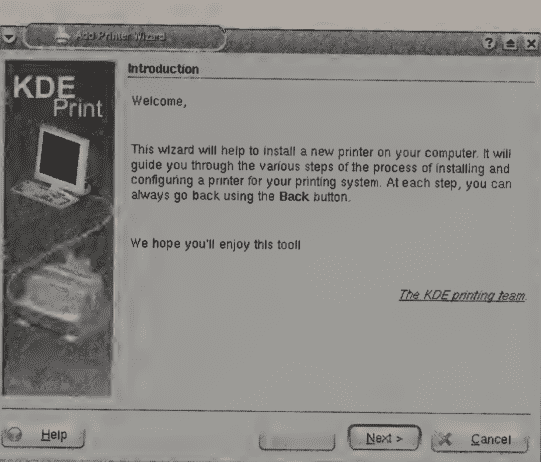 Add Printer Wizard
KDE
Print
Introduction
Welcome,
This wizard will help to install a new printer on your computer. It will
guide you through the various steps of the process of installing and
configuring a printer for your printing system. At each step, you can
always go back using the Back button.
We hope you'll enjoy this tool!
The KDE printing team.
Help
Next >
Cancel